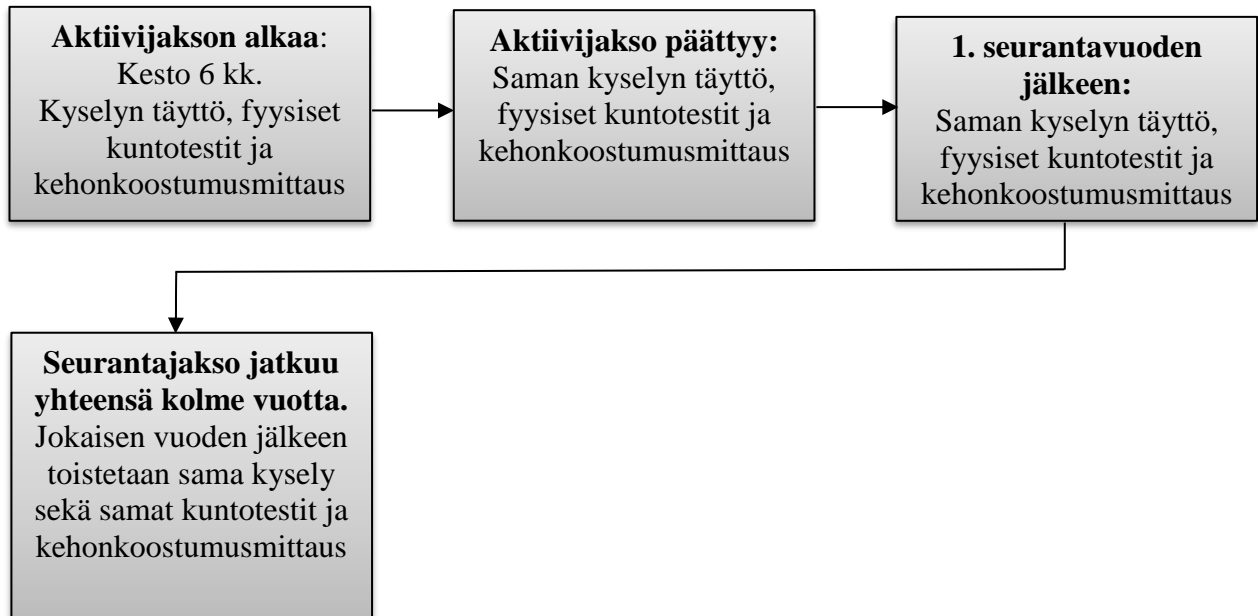 Aktiivijakson alkaa:
Kesto 6 kk.
Kyselyn täyttö, fyysiset
kuntotestit ja
kehonkoostumusmittaus
Aktiivijakso päättyy:
Saman kyselyn täyttö,
fyysiset kuntotestit ja
kehonkoostumusmittaus
1. seurantavuoden
jälkeen:
Saman kyselyn täyttö,
fyysiset kuntotestit ja
kehonkoostumusmittaus
Seurantajakso jatkuu
yhteensä kolme vuotta.
Jokaisen vuoden jälkeen
toistetaan sama kysely
sekä samat kuntotestit ja
kehonkoostumusmittaus